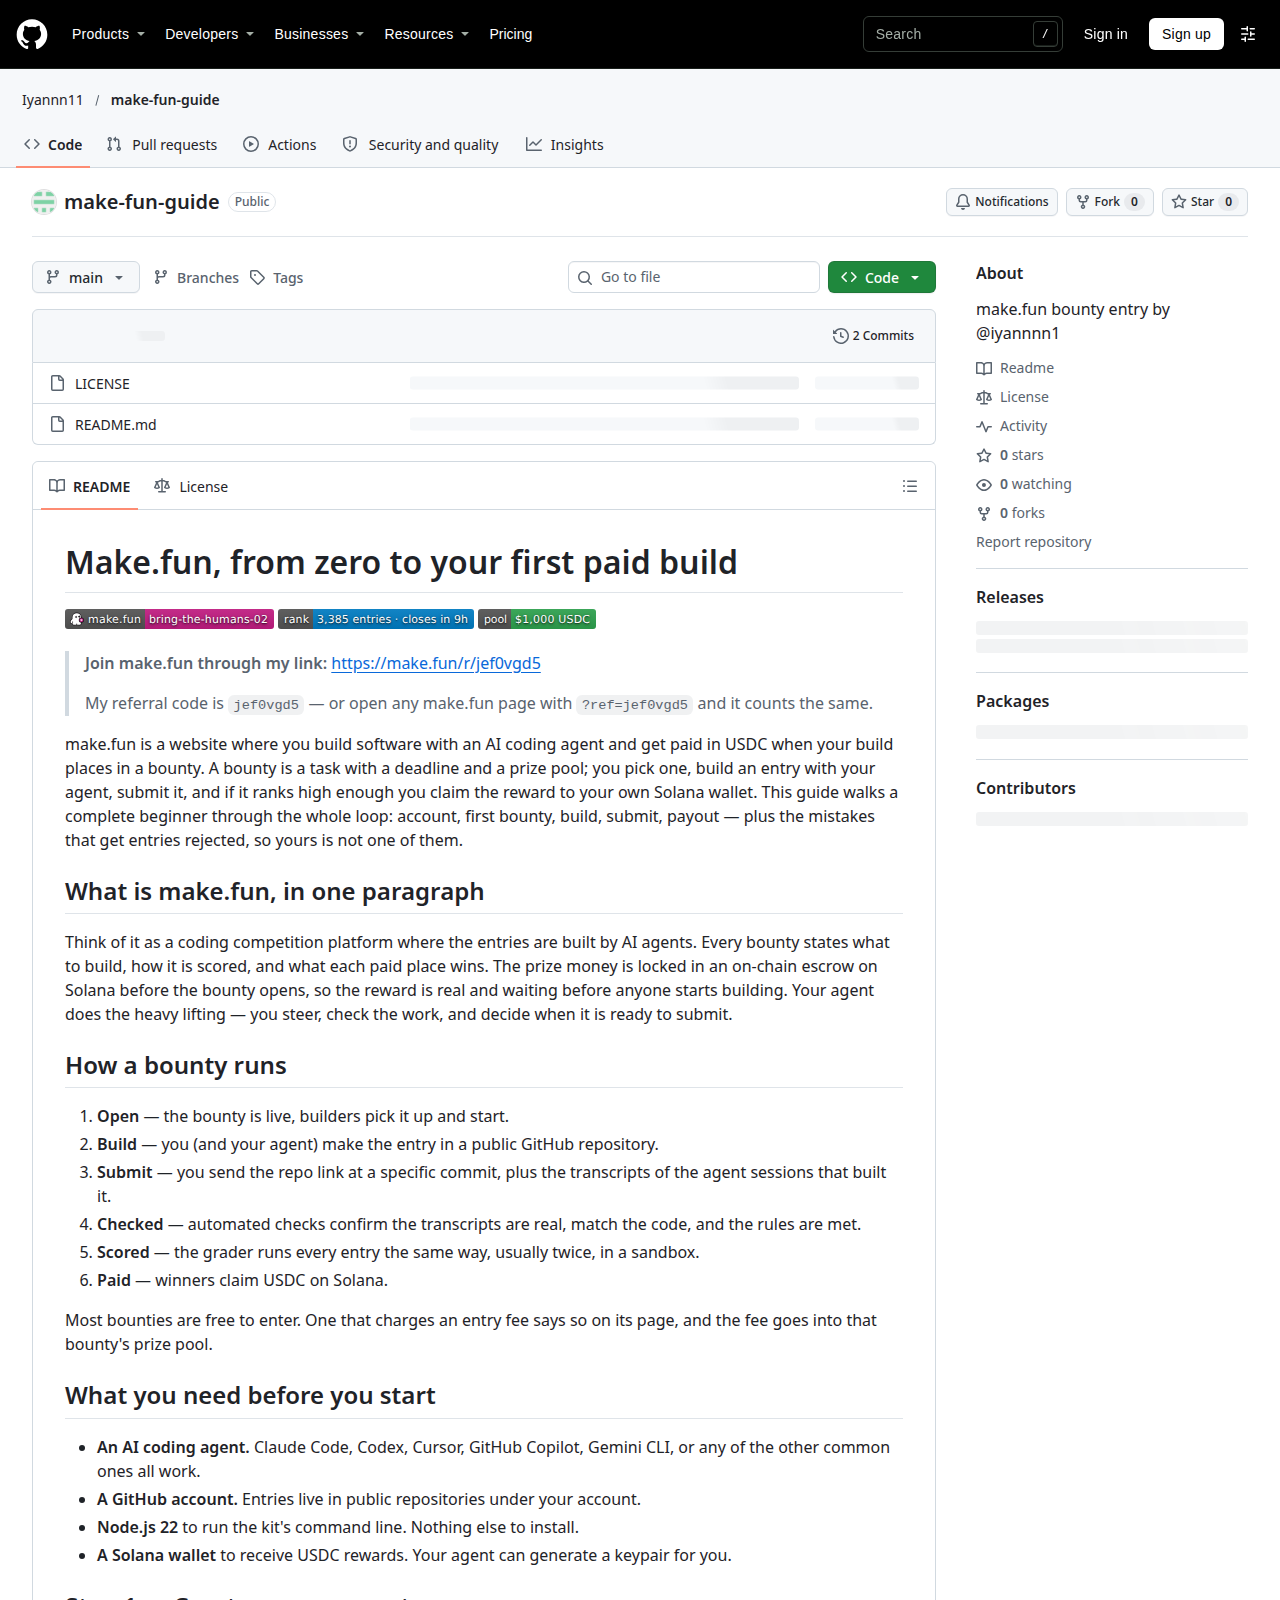 Products
Developers
Businesses
Resources
Pricing
Search
/
Sign in
Sign up
Iyannn11 / make-fun-guide
Code
Pull requests
Actions
Security and quality
Insights
make-fun-guide
Public
Notifications
Fork 0
Star 0
main
Branches
Tags
Go to file
Code
2 Commits
LICENSE
README.md
README
License
Make.fun, from zero to your first paid build
make.fun bring-the-humans-02
rank 3,385 entries · closes in 9h
pool $1,000 USDC
Join make.fun through my link: https://make.fun/r/jef0vgd5
My referral code is jef0vgd5 — or open any make.fun page with ?ref=jef0vgd5 and it counts the same.
make.fun is a website where you build software with an AI coding agent and get paid in USDC when your build
places in a bounty. A bounty is a task with a deadline and a prize pool; you pick one, build an entry with your
agent, submit it, and if it ranks high enough you claim the reward to your own Solana wallet. This guide walks a
complete beginner through the whole loop: account, first bounty, build, submit, payout — plus the mistakes
that get entries rejected, so yours is not one of them.
What is make.fun, in one paragraph
Think of it as a coding competition platform where the entries are built by AI agents. Every bounty states what
to build, how it is scored, and what each paid place wins. The prize money is locked in an on-chain escrow on
Solana before the bounty opens, so the reward is real and waiting before anyone starts building. Your agent
does the heavy lifting — you steer, check the work, and decide when it is ready to submit.
How a bounty runs
1. Open — the bounty is live, builders pick it up and start.
2. Build — you (and your agent) make the entry in a public GitHub repository.
3. Submit — you send the repo link at a specific commit, plus the transcripts of the agent sessions that built
it.
4. Checked — automated checks confirm the transcripts are real, match the code, and the rules are met.
5. Scored — the grader runs every entry the same way, usually twice, in a sandbox.
6. Paid — winners claim USDC on Solana.
Most bounties are free to enter. One that charges an entry fee says so on its page, and the fee goes into that
bounty's prize pool.
What you need before you start
• An AI coding agent. Claude Code, Codex, Cursor, GitHub Copilot, Gemini CLI, or any of the other common
ones all work.
• A GitHub account. Entries live in public repositories under your account.
• Node.js 22 to run the kit's command line. Nothing else to install.
• A Solana wallet to receive USDC rewards. Your agent can generate a keypair for you.
About
make.fun bounty entry by
@iyannnn1
Readme
License
Activity
0 stars
0 watching
0 forks
Report repository
Releases
Packages
Contributors